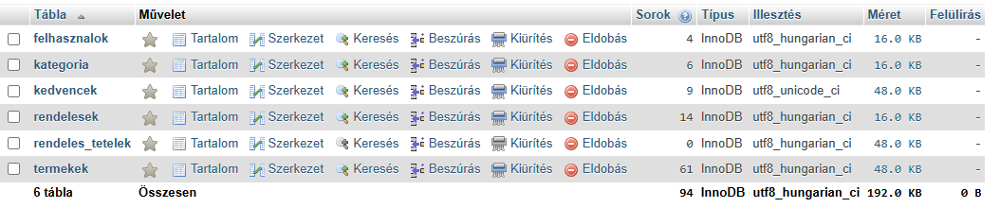 Tábla Művelet Sorok Típus Illesztés Méret Felülírás
felhasznalok Tartalom Szerkezet Keresés Beszúrás Kiürítés Eldobás 4 InnoDB utf8_hungarian_ci 16.0 KB -
kategoria Tartalom Szerkezet Keresés Beszúrás Kiürítés Eldobás 6 InnoDB utf8_hungarian_ci 16.0 KB -
kedvencek Tartalom Szerkezet Keresés Beszúrás Kiürítés Eldobás 9 InnoDB utf8_unicode_ci 48.0 KB -
rendelesek Tartalom Szerkezet Keresés Beszúrás Kiürítés Eldobás 14 InnoDB utf8_hungarian_ci 16.0 KB -
rendeles_tetelek Tartalom Szerkezet Keresés Beszúrás Kiürítés Eldobás 0 InnoDB utf8_hungarian_ci 48.0 KB -
termekek Tartalom Szerkezet Keresés Beszúrás Kiürítés Eldobás 61 InnoDB utf8_hungarian_ci 48.0 KB -
6 tábla Összesen 94 InnoDB utf8_hungarian_ci 192.0 KB 0 B